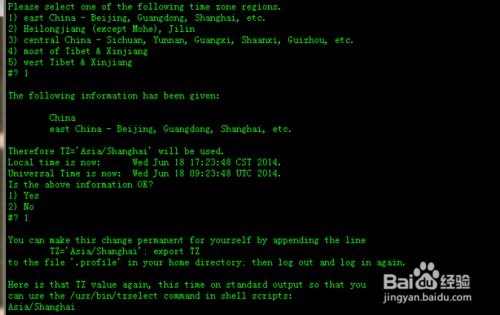 Please select one of the following time zone regions.
1) east China - Beijing, Guangdong, Shanghai, etc.
2) Heilongjiang (except Mohe), Jilin
3) central China - Sichuan, Yunnan, Guangxi, Shaanxi, Guizhou, etc.
4) most of Tibet & Xinjiang
5) west Tibet & Xinjiang
#? 1
The following information has been given:
China
east China - Beijing, Guangdong, Shanghai, etc.
Therefore TZ='Asia/Shanghai' will be used.
Local time is now: Wed Jun 18 17:23:48 CST 2014.
Universal Time is now: Wed Jun 18 09:23:48 UTC 2014.
Is the above information OK?
1) Yes
2) No
#? 1
You can make this change permanent for yourself by appending the line
TZ='Asia/Shanghai'; export TZ
to the file '.profile' in your home directory; then log out and log in again.
Here is that TZ value again, this time on standard output so that you
can use the /usr/bin/tzselect command in shell scripts:
Asia/Shanghai
Baidu 经验
jingyan.baidu.com